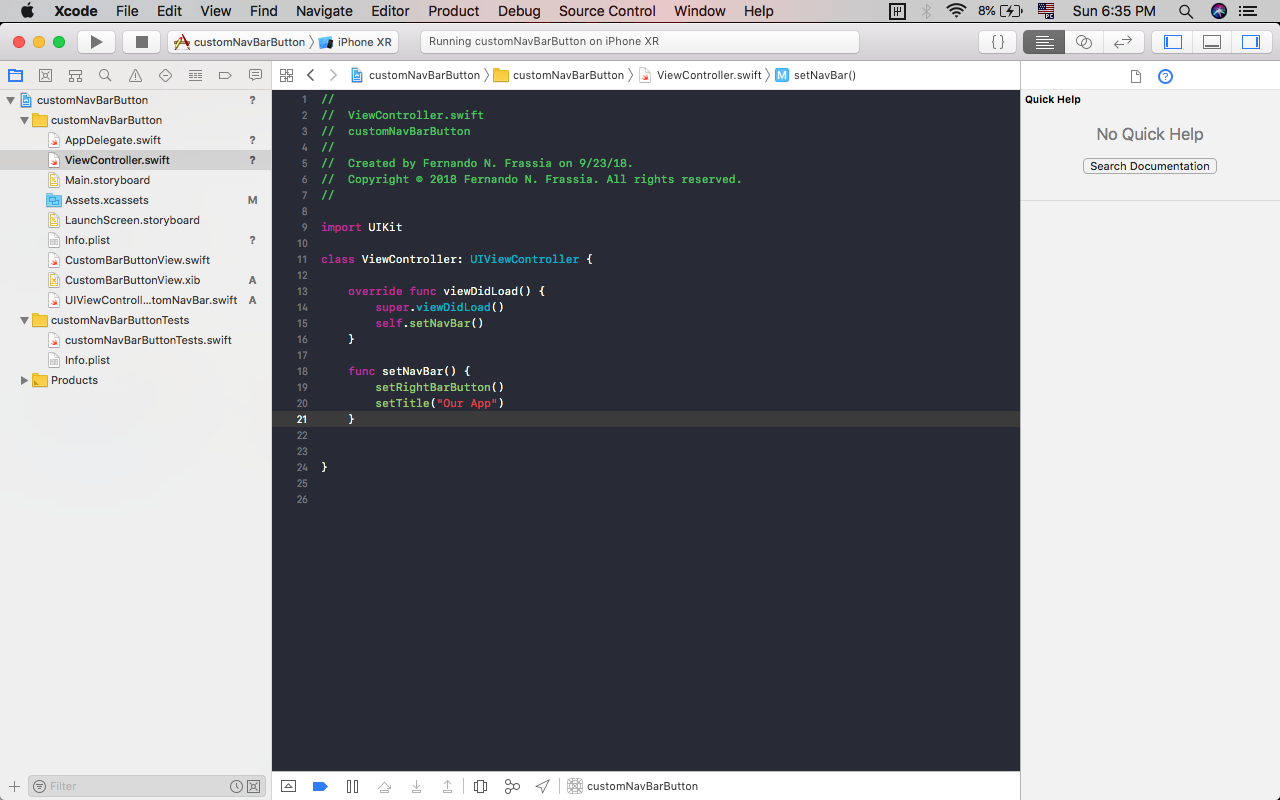 Xcode File Edit View Find Navigate Editor Product Debug Source Control Window Help 8% Sun 6:35 PM
customNavBarButton iPhone XR Running customNavBarButton on iPhone XR {}
customNavBarButton customNavBarButton ViewController.swift M setNavBar()
customNavBarButton ?
customNavBarButton
AppDelegate.swift ?
ViewController.swift ?
Main.storyboard
Assets.xcassets M
LaunchScreen.storyboard
Info.plist ?
CustomBarButtonView.swift
CustomBarButtonView.xib A
UIViewControll...tomNavBar.swift A
customNavBarButtonTests
customNavBarButtonTests.swift
Info.plist
Products
Filter
1 //
2 // ViewController.swift
3 // customNavBarButton
4 //
5 // Created by Fernando N. Frassia on 9/23/18.
6 // Copyright © 2018 Fernando N. Frassia. All rights reserved.
7 //
8
9 import UIKit
10
11 class ViewController: UIViewController {
12
13 override func viewDidLoad() {
14 super.viewDidLoad()
15 self.setNavBar()
16 }
17
18 func setNavBar() {
19 setRightBarButton()
20 setTitle("Our App")
21 }
22
23
24 }
25
26
customNavBarButton
?
Quick Help
No Quick Help
Search Documentation